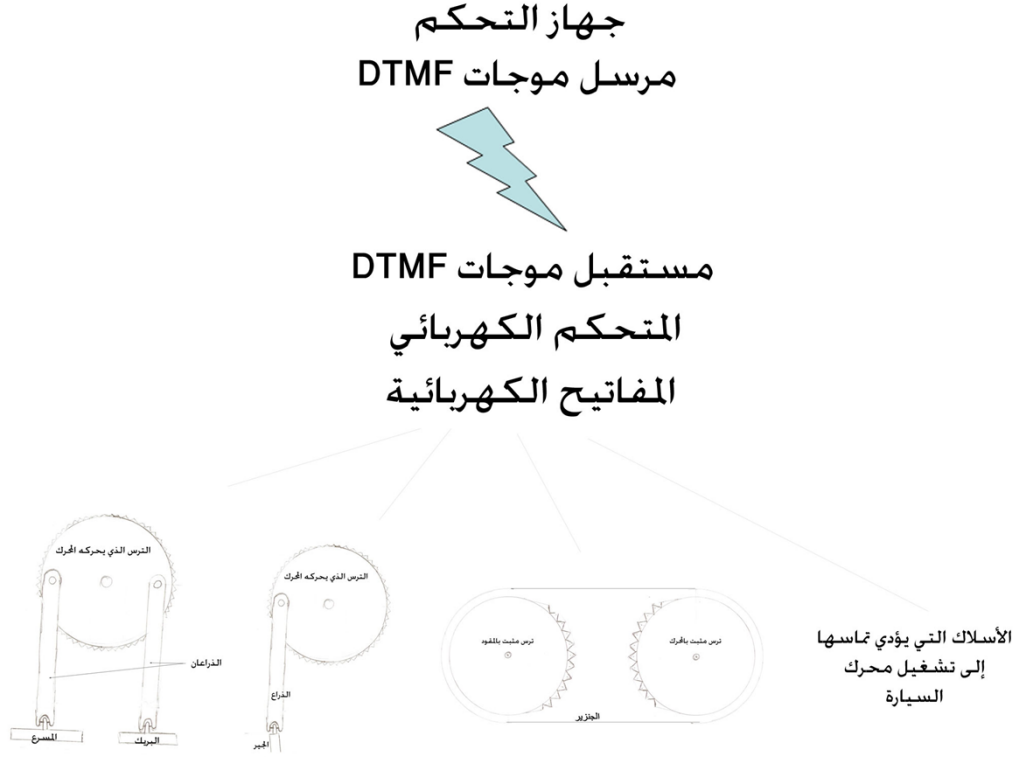 جهاز التحكم
مرسل موجات DTMF
مستقبل موجات DTMF
المتحكم الكهربائي
المفاتيح الكهربائية
الترس الذي يحركه المحرك
الذراعان
المسرع
البريك
الترس الذي يحركه المحرك
الذراع
الجير
ترس مثبت بالمقود
ترس مثبت بالمحرك
الجنزير
الأسلاك التي يؤدي تماسها
إلى تشغيل محرك
السيارة